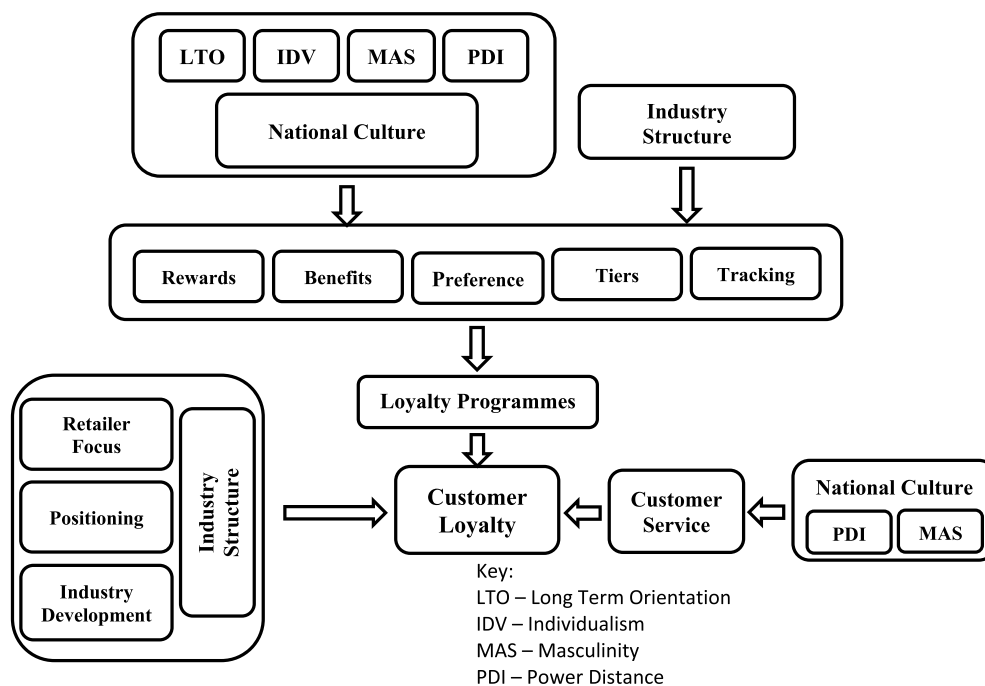 LTO
IDV
MAS
PDI
National Culture
Industry
Structure
Rewards
Benefits
Preference
Tiers
Tracking
Loyalty Programmes
Retailer
Focus
Positioning
Industry
Development
Industry
Structure
Customer
Loyalty
Customer
Service
National Culture
PDI
MAS
Key:
LTO – Long Term Orientation
IDV – Individualism
MAS – Masculinity
PDI – Power Distance